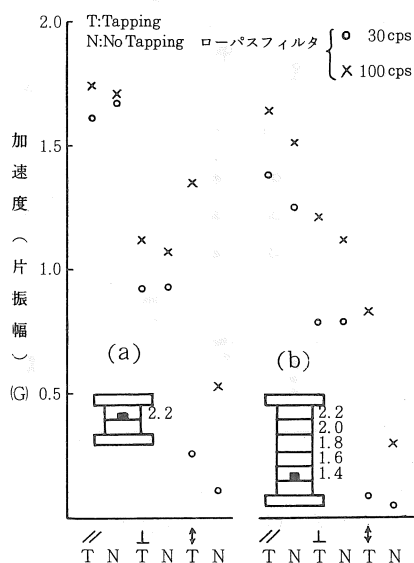 2.0
T:Tapping
N:No Tapping ローパスフィルタ
○ 30 cps
× 100 cps
1.5
加速度(片振幅)(G)
1.0
(a)
(b)
0.5
2.2
2.2
2.0
1.8
1.6
1.4
// ⊥ ↕ // ⊥ ↕
T N T N T N T N T N T N